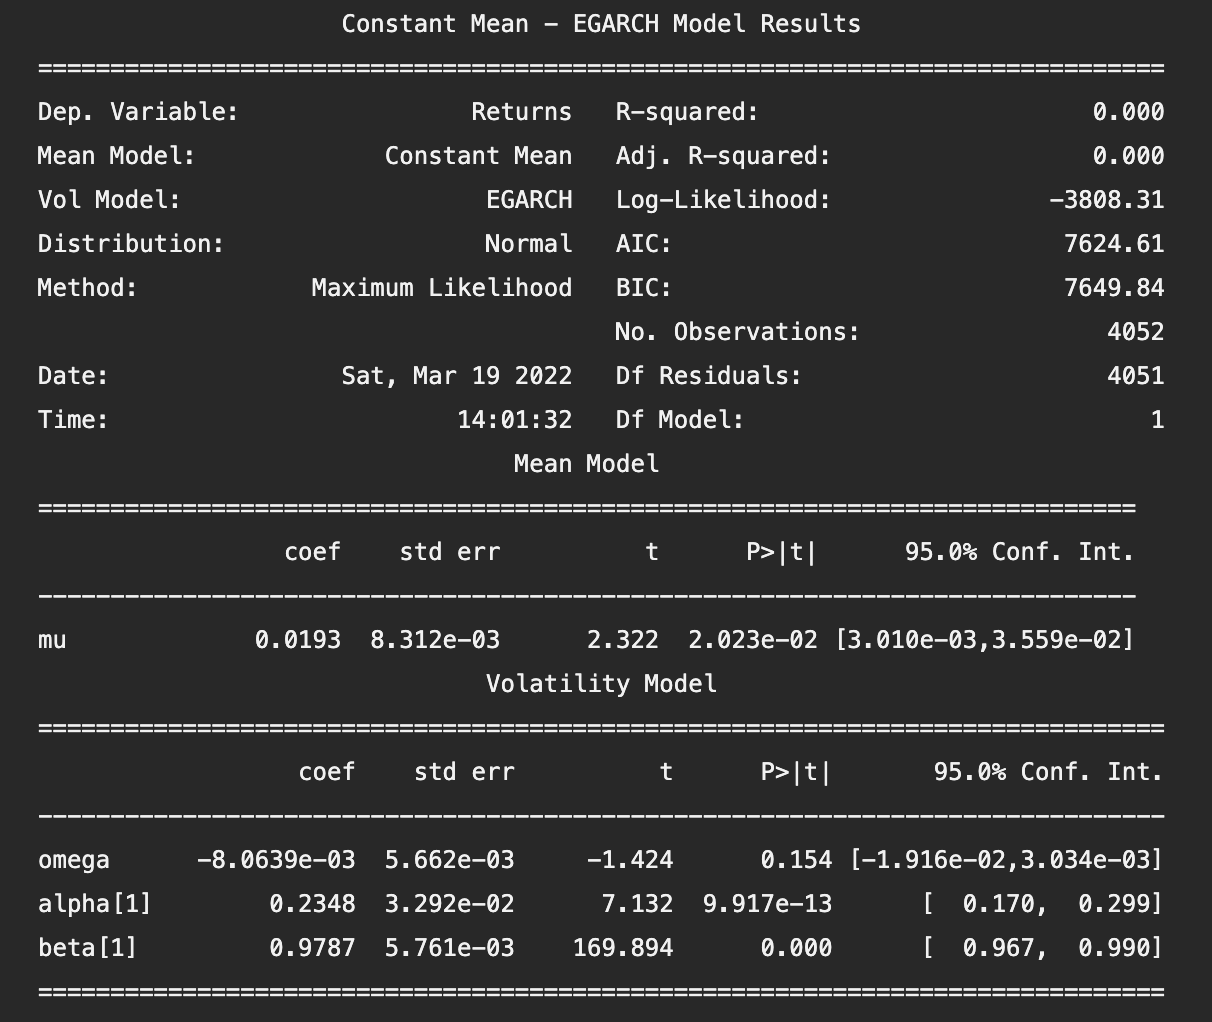 Constant Mean - EGARCH Model Results
==============================================================================
Dep. Variable:                Returns   R-squared:                       0.000
Mean Model:             Constant Mean   Adj. R-squared:                  0.000
Vol Model:                     EGARCH   Log-Likelihood:               -3808.31
Distribution:                  Normal   AIC:                           7624.61
Method:            Maximum Likelihood   BIC:                           7649.84
                                        No. Observations:                 4052
Date:                Sat, Mar 19 2022   Df Residuals:                     4051
Time:                        14:01:32   Df Model:                            1
                                 Mean Model
============================================================================
                 coef    std err          t      P>|t|      95.0% Conf. Int.
----------------------------------------------------------------------------
mu             0.0193  8.312e-03      2.322  2.023e-02 [3.010e-03,3.559e-02]
                               Volatility Model
==============================================================================
                  coef    std err          t      P>|t|       95.0% Conf. Int.
------------------------------------------------------------------------------
omega      -8.0639e-03  5.662e-03     -1.424      0.154 [-1.916e-02,3.034e-03]
alpha[1]        0.2348  3.292e-02      7.132  9.917e-13      [  0.170,  0.299]
beta[1]         0.9787  5.761e-03    169.894      0.000      [  0.967,  0.990]
==============================================================================